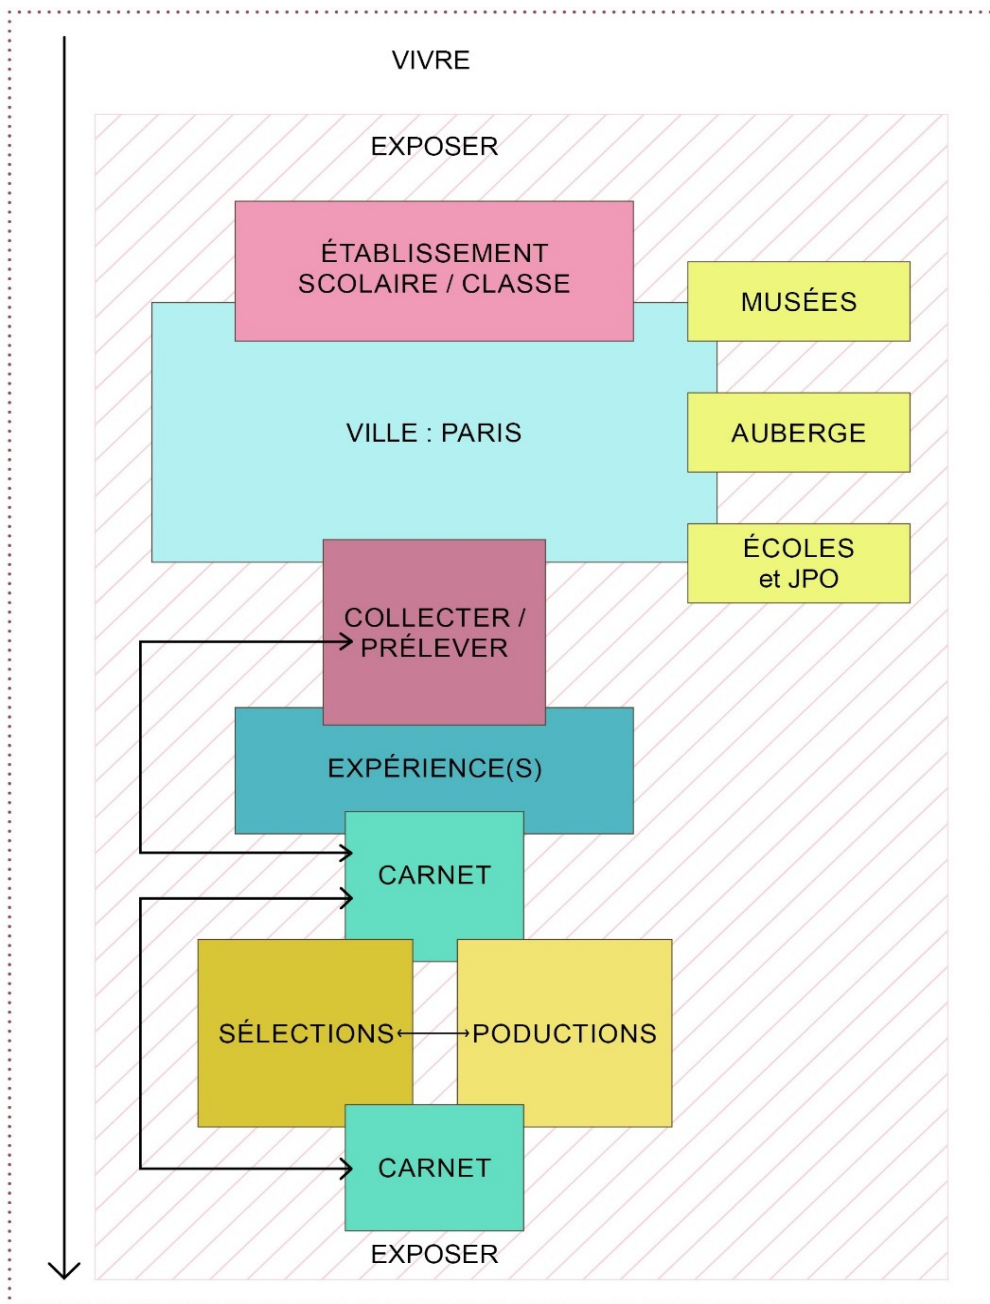 VIVRE
EXPOSER
ÉTABLISSEMENT
SCOLAIRE / CLASSE
MUSÉES
VILLE : PARIS
AUBERGE
ÉCOLES
et JPO
COLLECTER /
PRÉLEVER
EXPÉRIENCE(S)
CARNET
SÉLECTIONS
PODUCTIONS
CARNET
EXPOSER